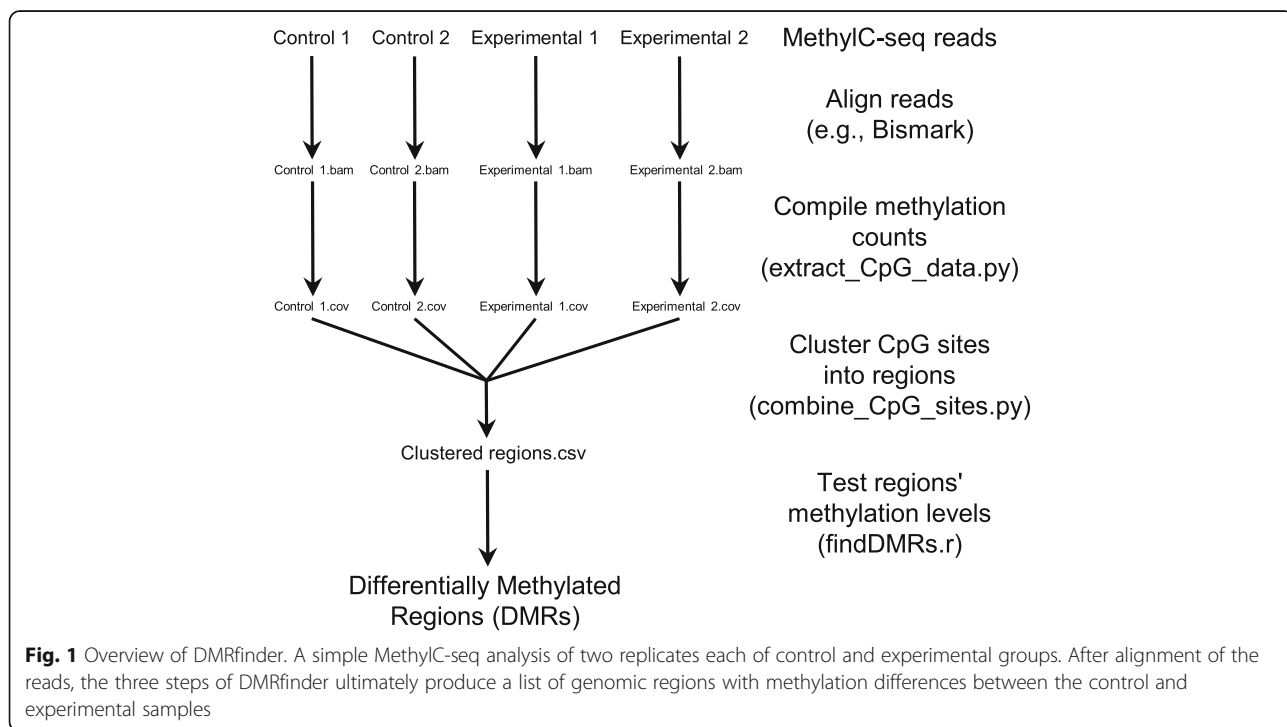 Control 1 Control 2 Experimental 1 Experimental 2 MethylC-seq reads
Align reads
(e.g., Bismark)
Control 1.bam Control 2.bam Experimental 1.bam Experimental 2.bam
Compile methylation
counts
(extract_CpG_data.py)
Control 1.cov Control 2.cov Experimental 1.cov Experimental 2.cov
Cluster CpG sites
into regions
(combine_CpG_sites.py)
Clustered regions.csv
Test regions'
methylation levels
(findDMRs.r)
Differentially Methylated
Regions (DMRs)
Fig. 1 Overview of DMRfinder. A simple MethylC-seq analysis of two replicates each of control and experimental groups. After alignment of the
reads, the three steps of DMRfinder ultimately produce a list of genomic regions with methylation differences between the control and
experimental samples